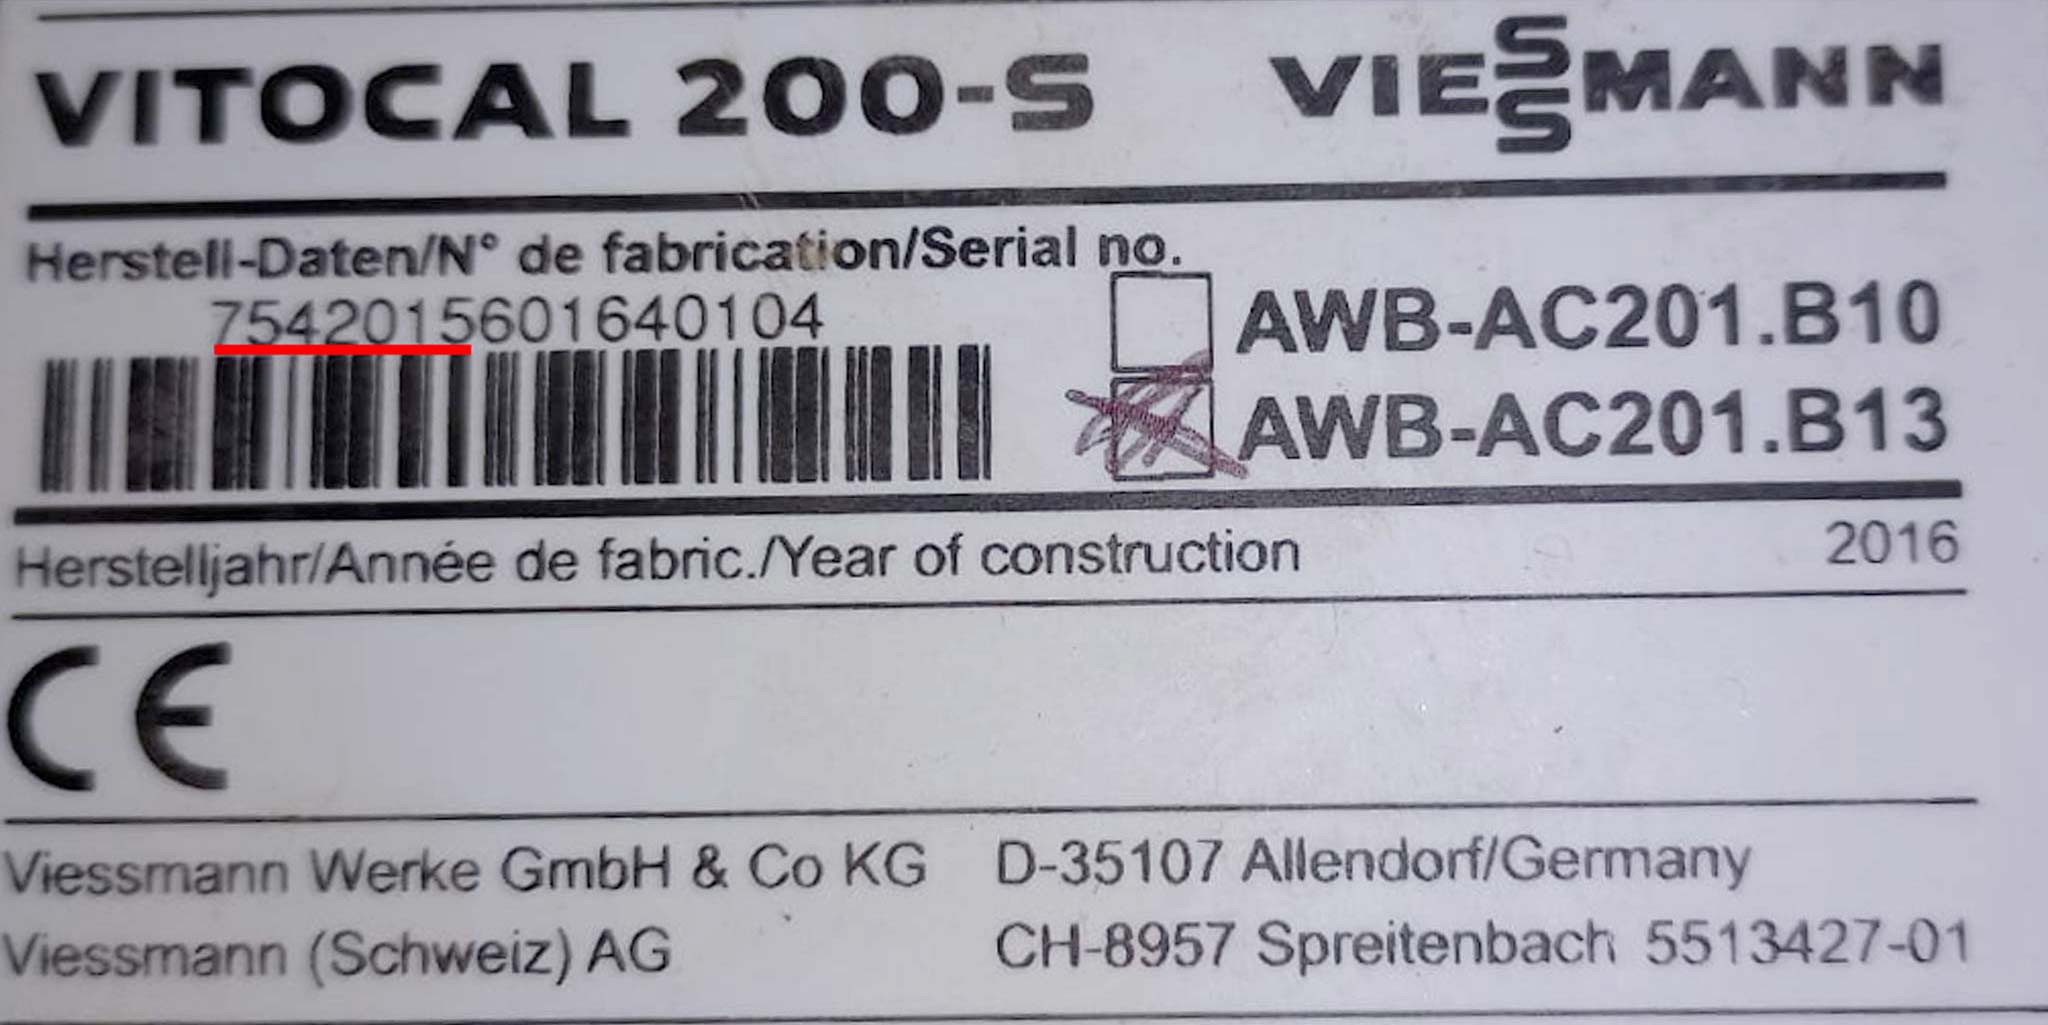 VITOCAL 200-S VIESSMANN
Herstell-Daten/N° de fabrication/Serial no.
7542015601640104
AWB-AC201.B10
AWB-AC201.B13
Herstelljahr/Année de fabric./Year of construction 2016
CE
Viessmann Werke GmbH & Co KG D-35107 Allendorf/Germany
Viessmann (Schweiz) AG CH-8957 Spreitenbach 5513427-01